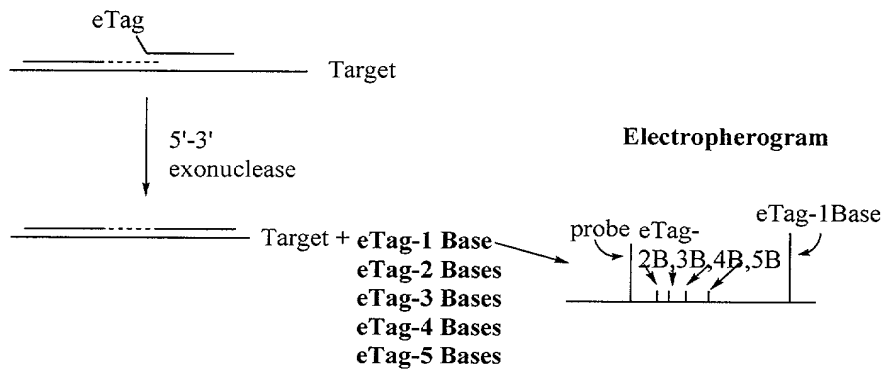 eTag
Target
5'-3'
exonuclease
Target + eTag-1 Base
eTag-2 Bases
eTag-3 Bases
eTag-4 Bases
eTag-5 Bases
Electropherogram
probe
eTag-
2B,3B,4B,5B
eTag-1Base